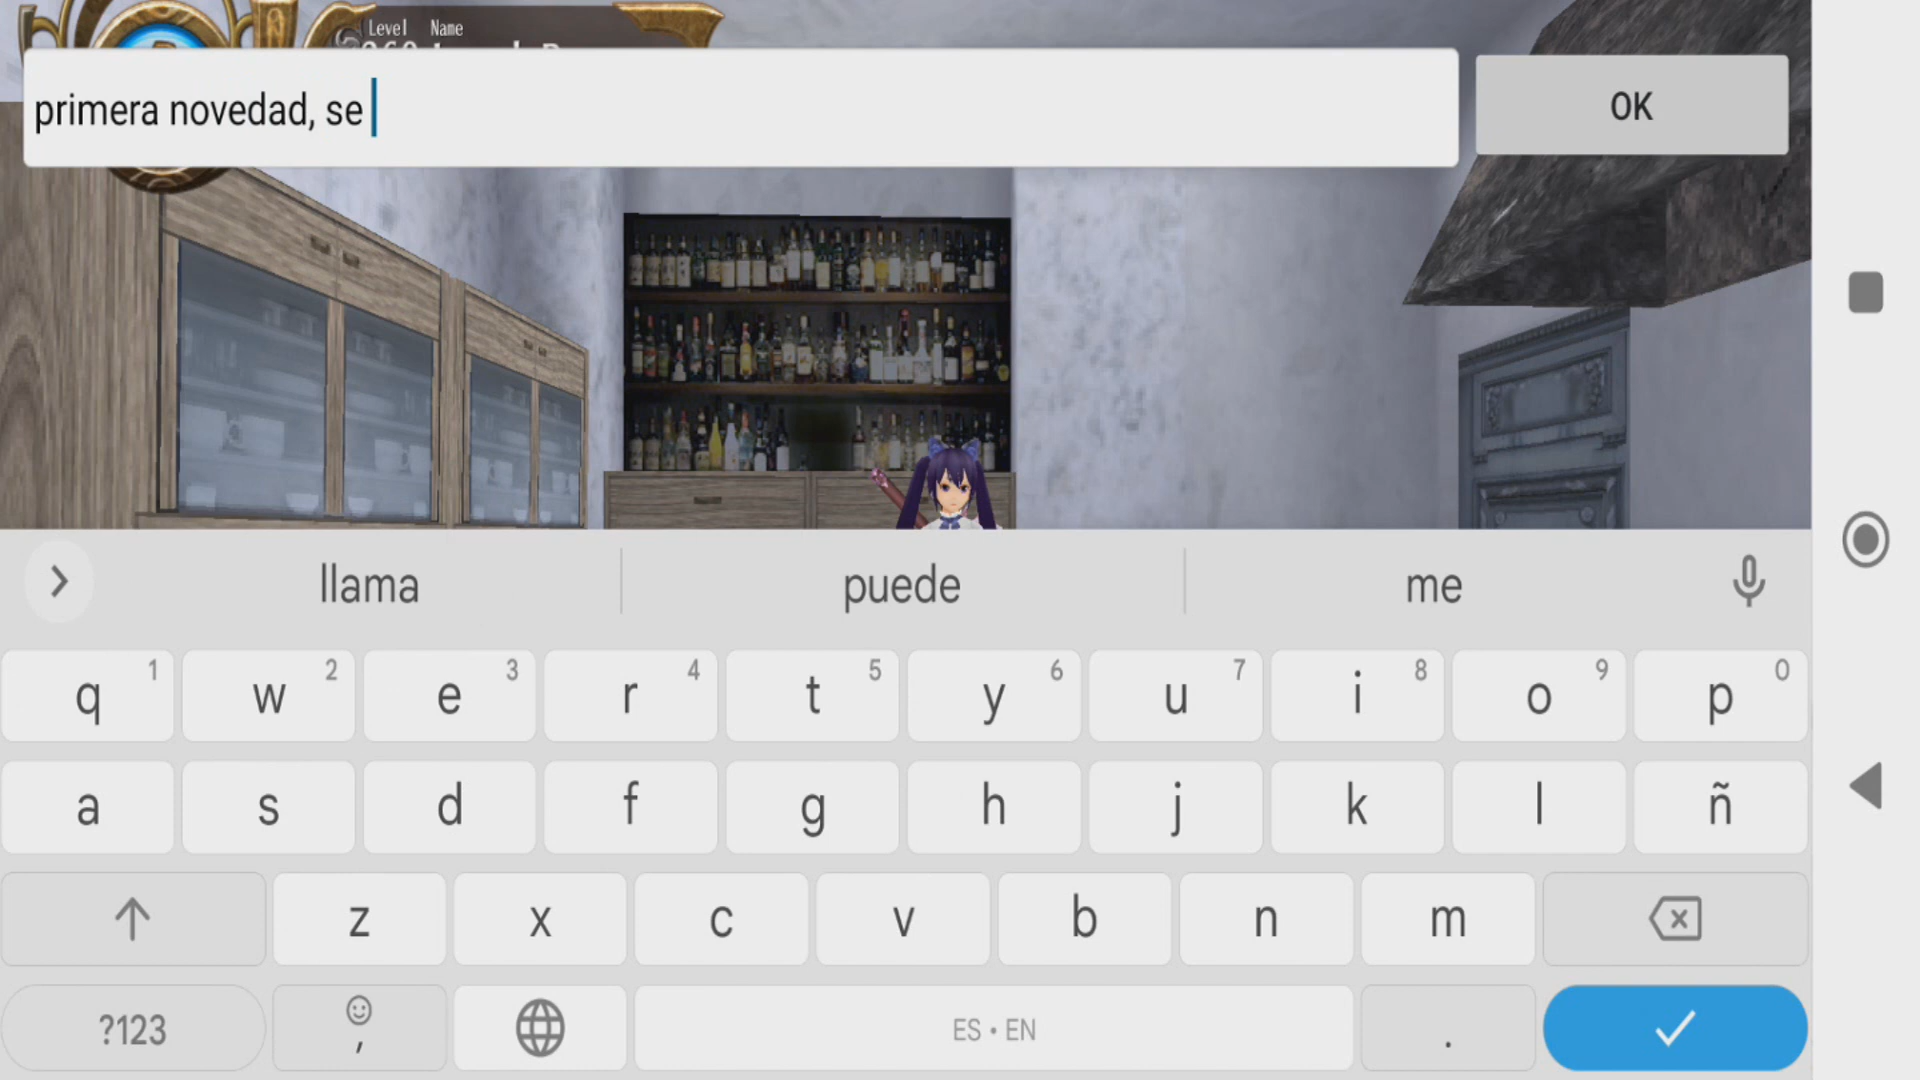 Level Name
primera novedad, se
OK
llama puede me
q 1 w 2 e 3 r 4 t 5 y 6 u 7 i 8 o 9 p 0
a s d f g h j k l ñ
z x c v b n m
?123 , ES • EN .